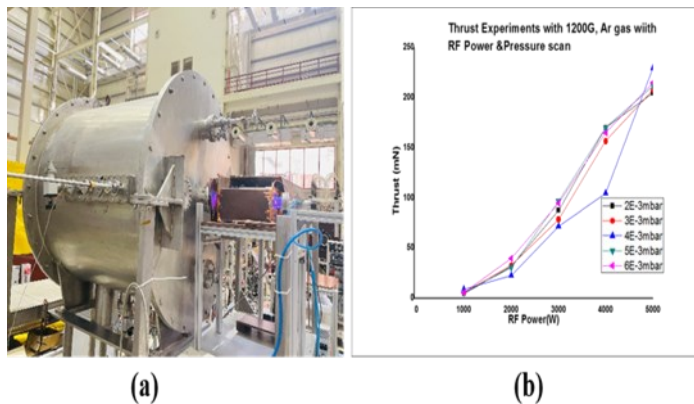 Thrust Experiments with 1200G, Ar gas wiith
RF Power &Pressure scan
250
200
150
100
50
0
Thrust (mN)
2E-3mbar
3E-3mbar
4E-3mbar
5E-3mbar
6E-3mbar
0 1000 2000 3000 4000 5000
RF Power(W)
(a) (b)